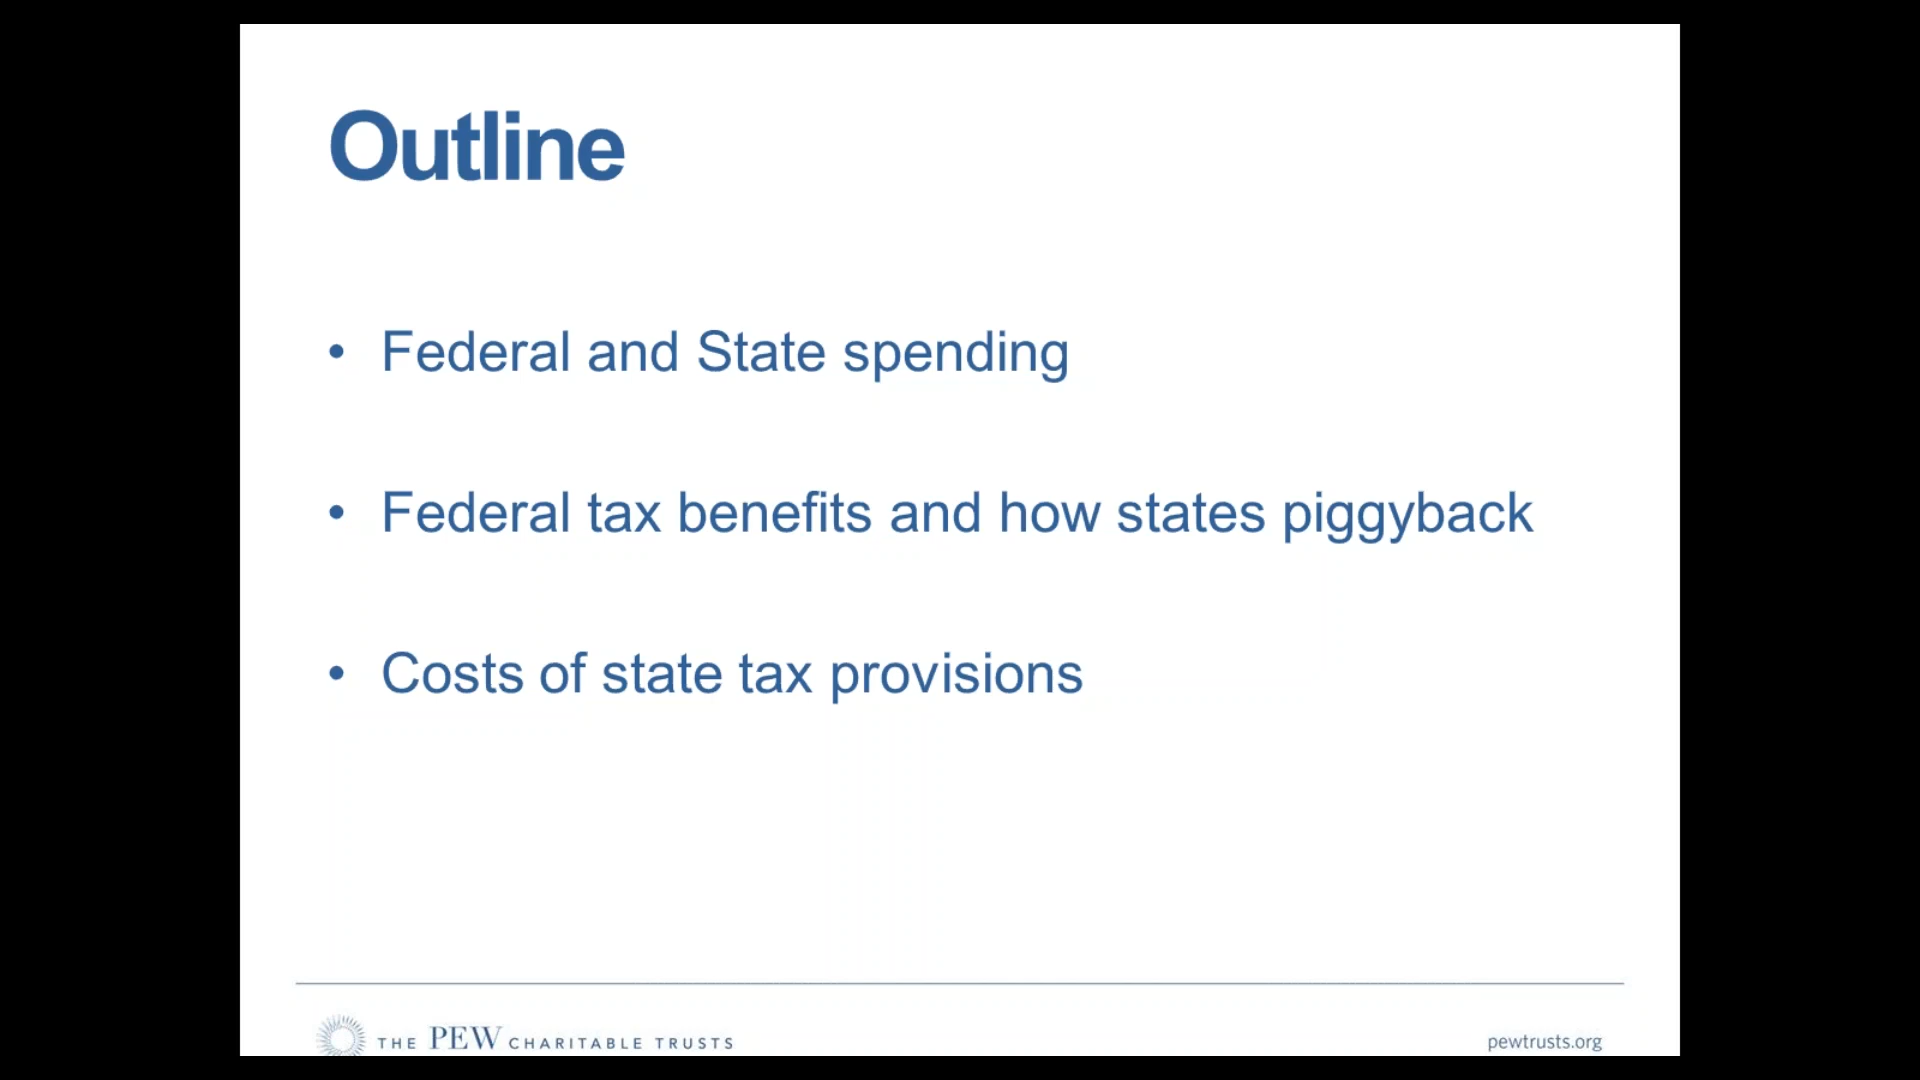 Outline
• Federal and State spending
• Federal tax benefits and how states piggyback
• Costs of state tax provisions
THE PEW CHARITABLE TRUSTS
pewtrusts.org